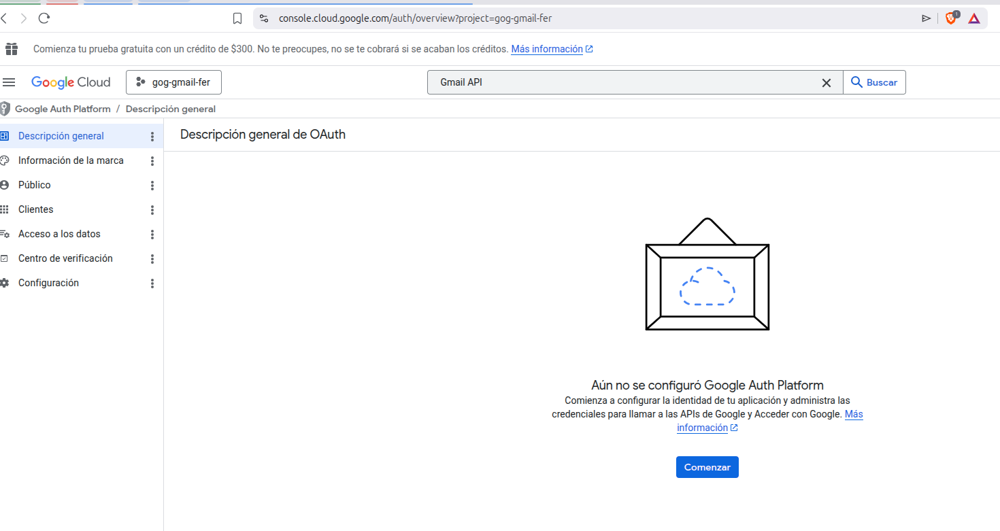 console.cloud.google.com/auth/overview?project=gog-gmail-fer
1
Comienza tu prueba gratuita con un crédito de $300. No te preocupes, no se te cobrará si se acaban los créditos. Más información
Google Cloud
gog-gmail-fer
Gmail API
Buscar
Google Auth Platform / Descripción general
Descripción general
Información de la marca
Público
Clientes
Acceso a los datos
Centro de verificación
Configuración
Descripción general de OAuth
Aún no se configuró Google Auth Platform
Comienza a configurar la identidad de tu aplicación y administra las
credenciales para llamar a las APIs de Google y Acceder con Google. Más
información
Comenzar